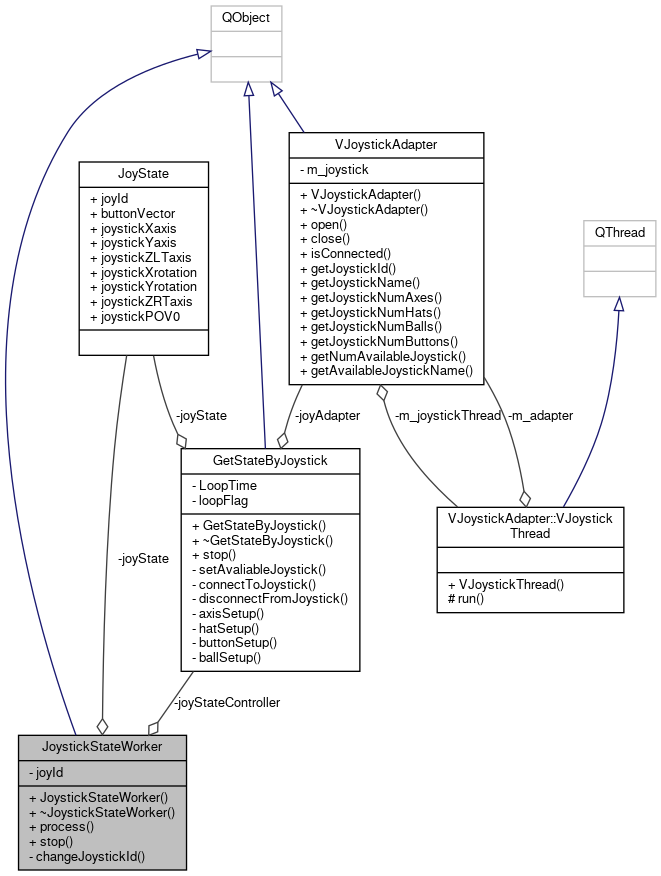 QObject
VJoystickAdapter
- m_joystick
+ VJoystickAdapter()
+ ~VJoystickAdapter()
+ open()
+ close()
+ isConnected()
+ getJoystickId()
+ getJoystickName()
+ getJoystickNumAxes()
+ getJoystickNumHats()
+ getJoystickNumBalls()
+ getJoystickNumButtons()
+ getNumAvailableJoystick()
+ getAvailableJoystickName()
JoyState
+ joyId
+ buttonVector
+ joystickXaxis
+ joystickYaxis
+ joystickZLTaxis
+ joystickXrotation
+ joystickYrotation
+ joystickZRTaxis
+ joystickPOV0
QThread
-joyState
-joyAdapter
-m_joystickThread
-m_adapter
GetStateByJoystick
- LoopTime
- loopFlag
+ GetStateByJoystick()
+ ~GetStateByJoystick()
+ stop()
- setAvaliableJoystick()
- connectToJoystick()
- disconnectFromJoystick()
- axisSetup()
- hatSetup()
- buttonSetup()
- ballSetup()
VJoystickAdapter::VJoystick
Thread
+ VJoystickThread()
# run()
-joyState
-joyStateController
JoystickStateWorker
- joyId
+ JoystickStateWorker()
+ ~JoystickStateWorker()
+ process()
+ stop()
- changeJoystickId()